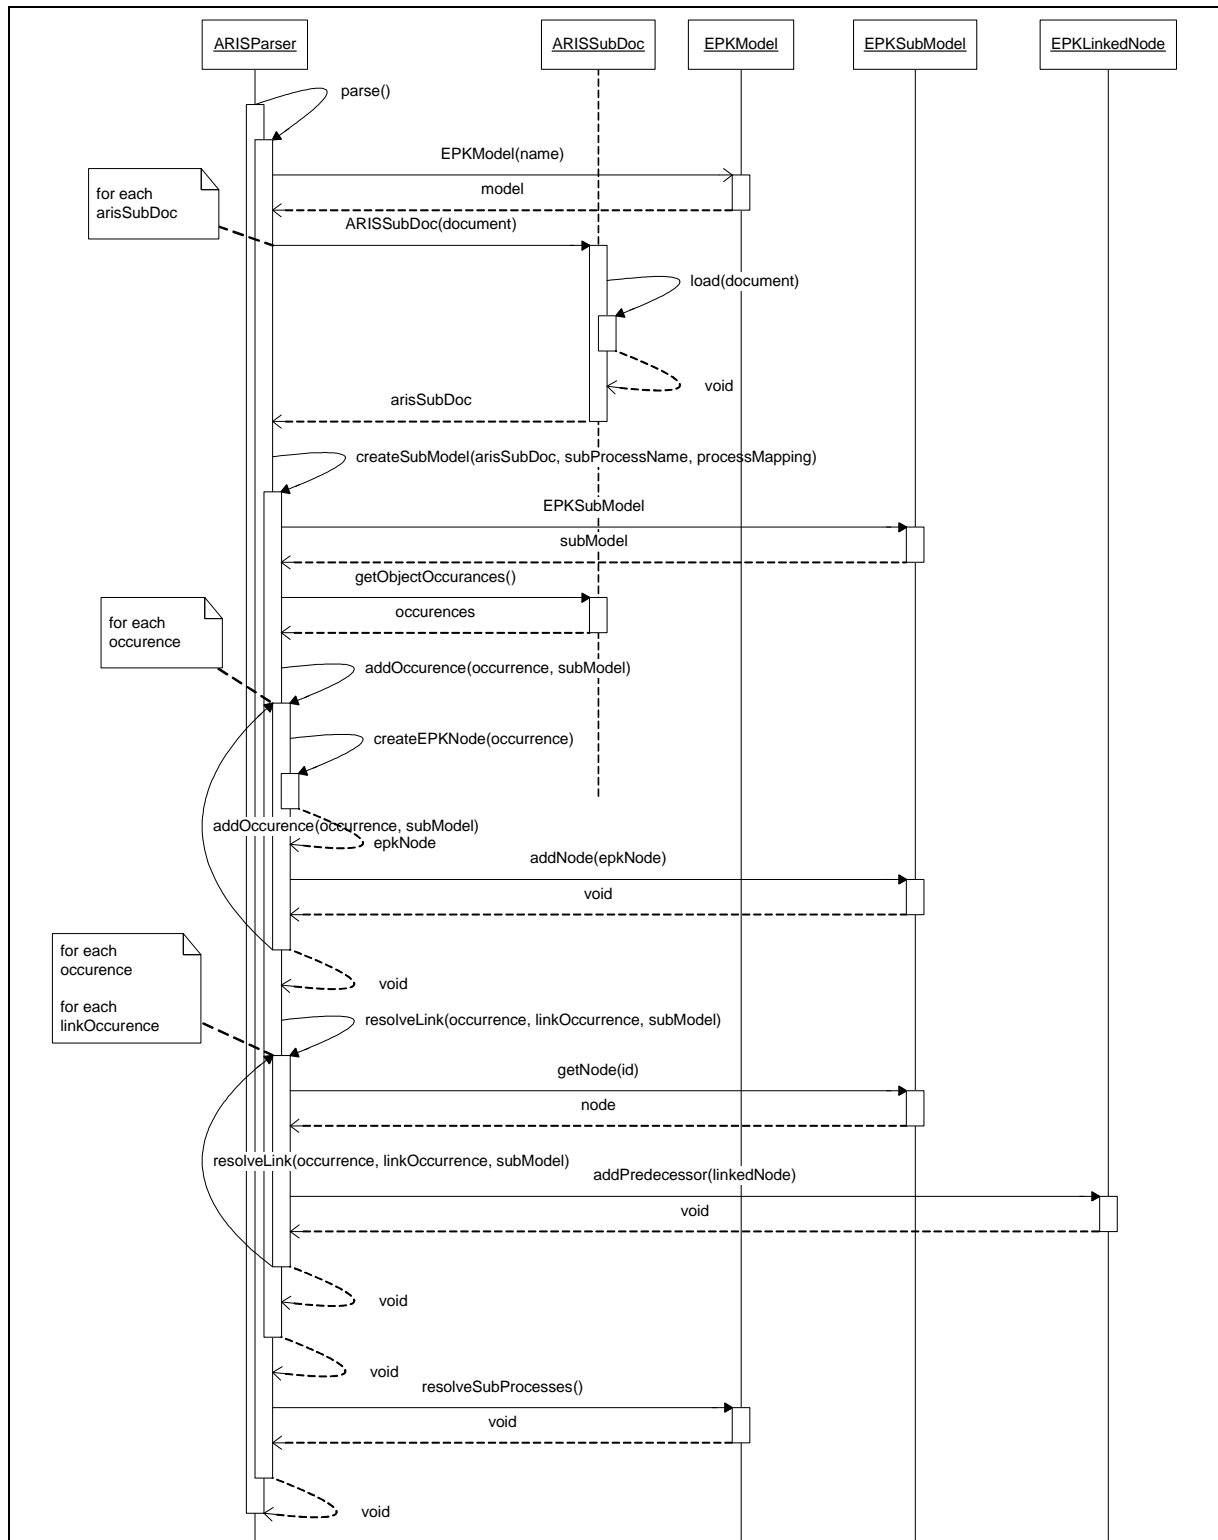 ARISParser
ARISSubDoc
EPKModel
EPKSubModel
EPKLinkedNode
parse()
EPKModel(name)
model
for each
arisSubDoc
ARISSubDoc(document)
load(document)
void
arisSubDoc
createSubModel(arisSubDoc, subProcessName, processMapping)
EPKSubModel
subModel
getObjectOccurances()
occurences
for each
occurence
addOccurence(occurrence, subModel)
createEPKNode(occurrence)
addOccurence(occurrence, subModel)
epkNode
addNode(epkNode)
void
void
for each
occurence
for each
linkOccurence
resolveLink(occurrence, linkOccurrence, subModel)
getNode(id)
node
resolveLink(occurrence, linkOccurrence, subModel)
addPredecessor(linkedNode)
void
void
void
resolveSubProcesses()
void
void